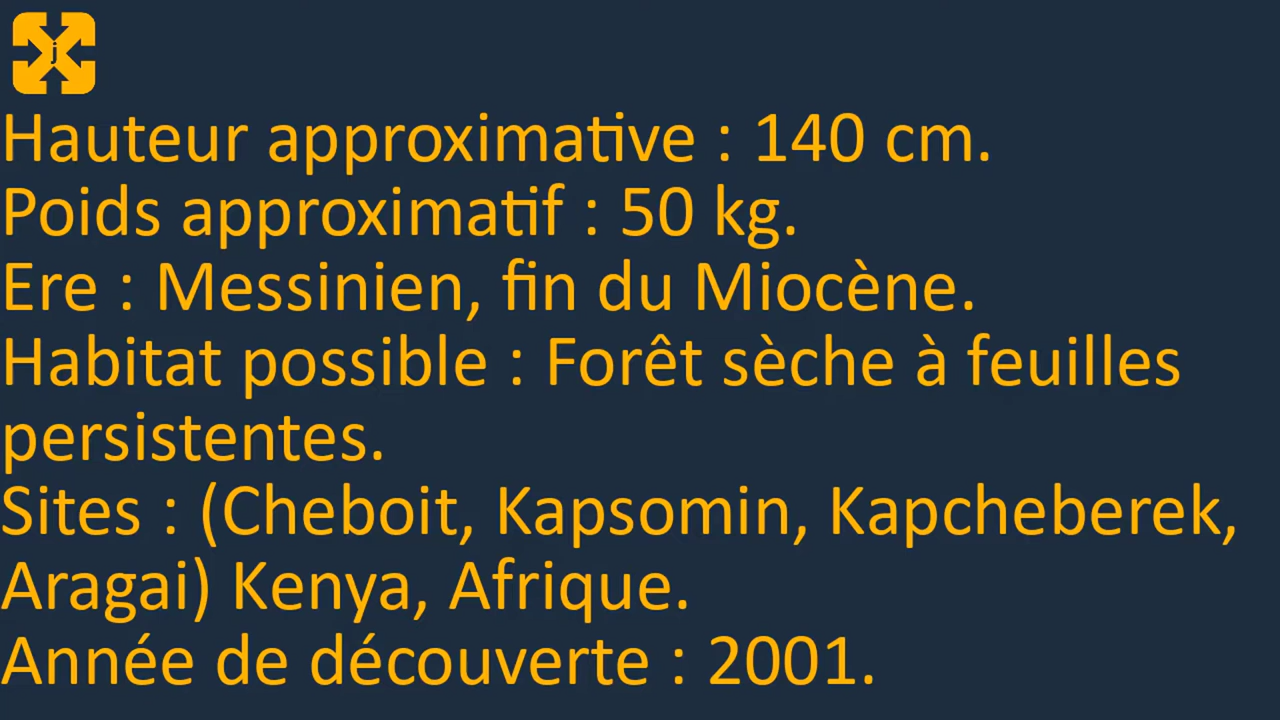 j
Hauteur approximative : 140 cm.
Poids approximatif : 50 kg.
Ere : Messinien, fin du Miocène.
Habitat possible : Forêt sèche à feuilles
persistentes.
Sites : (Cheboit, Kapsomin, Kapcheberek,
Aragai) Kenya, Afrique.
Année de découverte : 2001.